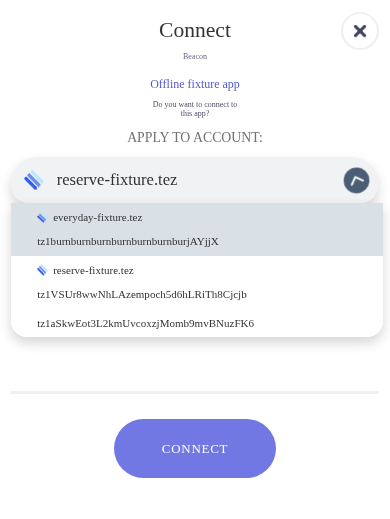 Connect
Beacon
Offline fixture app
Do you want to connect to
this app?
APPLY TO ACCOUNT:
reserve-fixture.tez
everyday-fixture.tez
tz1burnburnburnburnburnburnburjAYjjX
reserve-fixture.tez
tz1VSUr8wwNhLAzempoch5d6hLRiTh8Cjcjb
tz1aSkwEot3L2kmUvcoxzjMomb9mvBNuzFK6
CONNECT